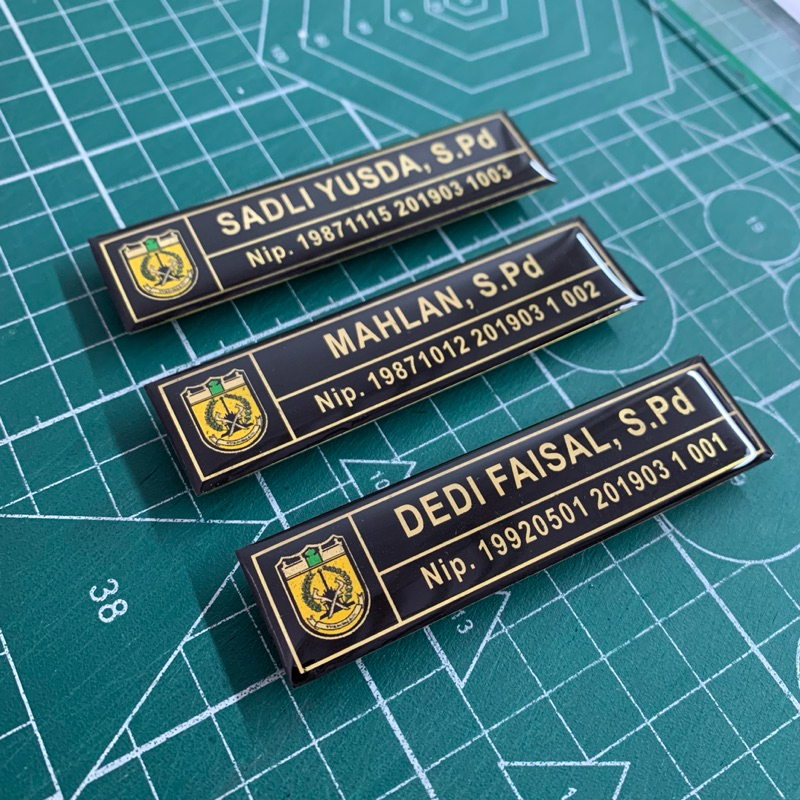 SADLI YUSDA, S.Pd
Nip. 19871115 201903 1003
MAHLAN, S.Pd
Nip. 19871012 201903 1 002
DEDI FAISAL, S.Pd
Nip. 19920501 201903 1 001
38
13